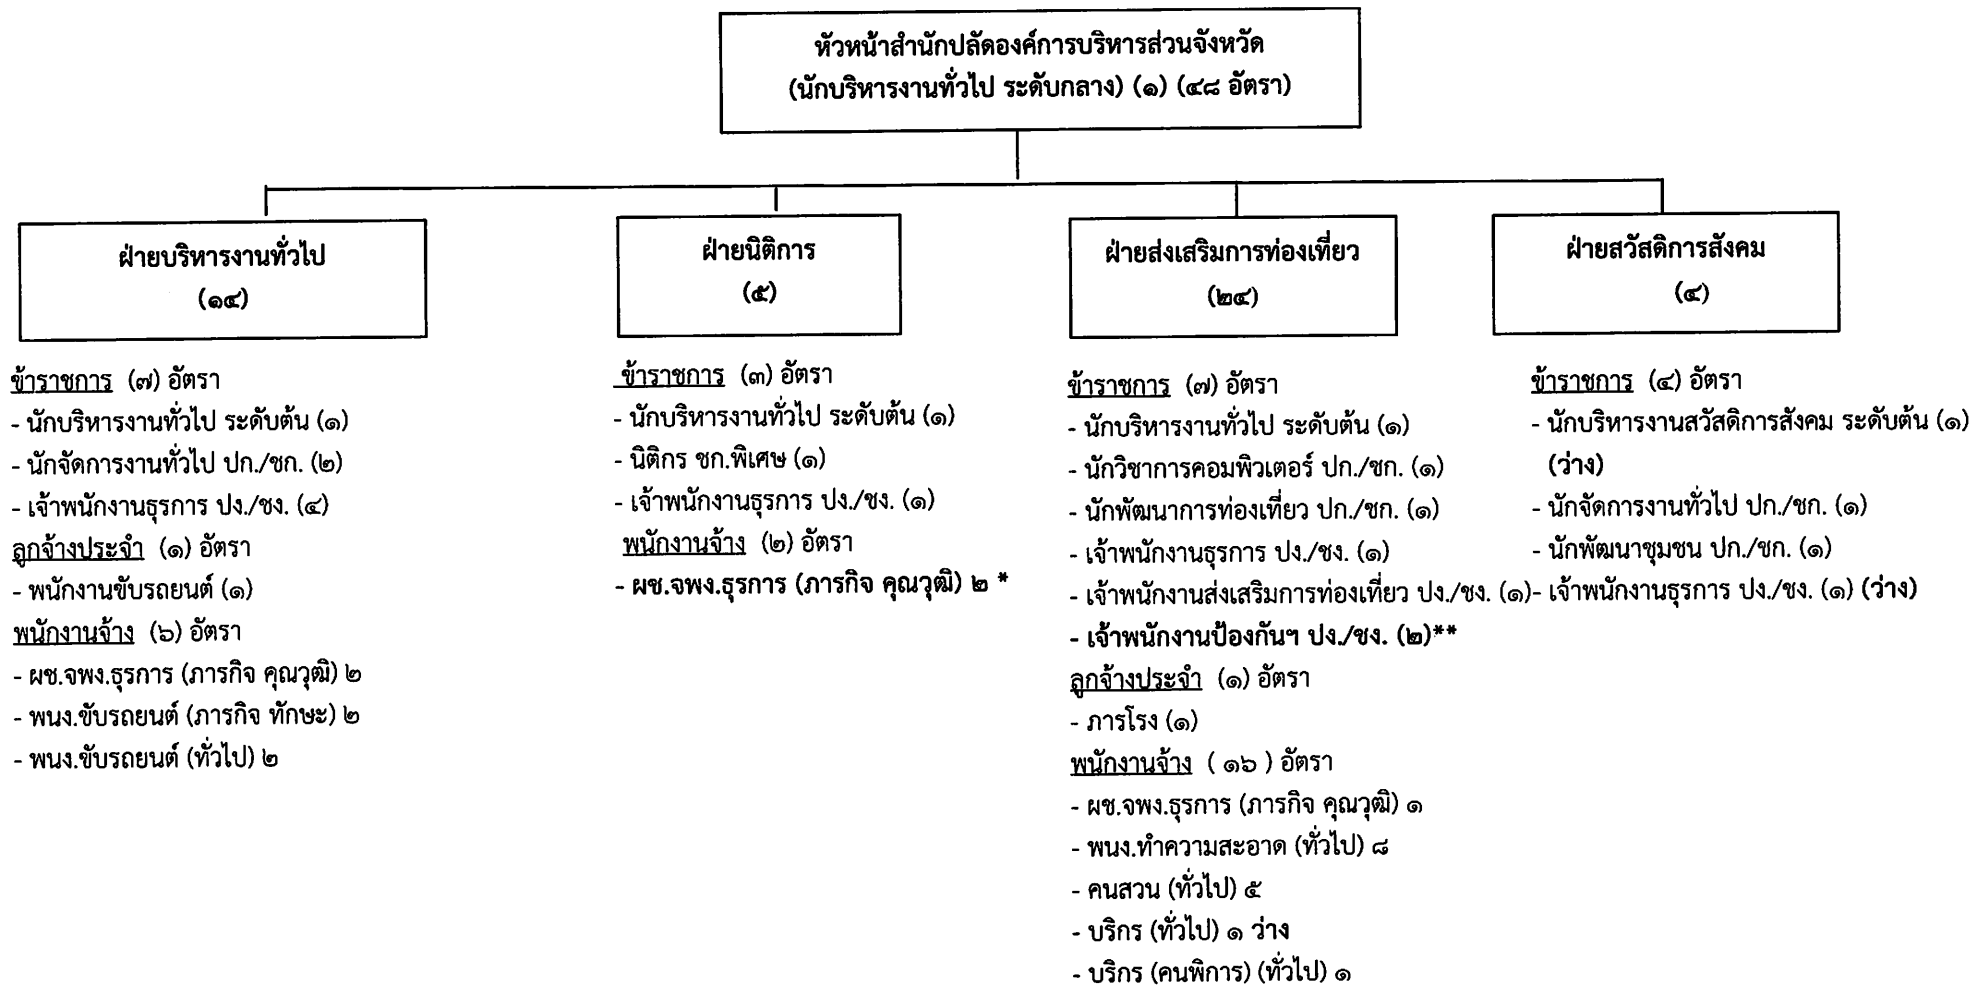 หัวหน้าสำนักปลัดองค์การบริหารส่วนจังหวัด
(นักบริหารงานทั่วไป ระดับกลาง) (๑) (๔๘ อัตรา)
ฝ่ายบริหารงานทั่วไป
(๑๔)
ข้าราชการ (๗) อัตรา
- นักบริหารงานทั่วไป ระดับต้น (๑)
- นักจัดการงานทั่วไป ปก./ชก. (๒)
- เจ้าพนักงานธุรการ ปง./ชง. (๔)
ลูกจ้างประจำ (๑) อัตรา
- พนักงานขับรถยนต์ (๑)
พนักงานจ้าง (๖) อัตรา
- ผช.จพง.ธุรการ (ภารกิจ คุณวุฒิ) ๒
- พนง.ขับรถยนต์ (ภารกิจ ทักษะ) ๒
- พนง.ขับรถยนต์ (ทั่วไป) ๒
ฝ่ายนิติการ
(๕)
ข้าราชการ (๓) อัตรา
- นักบริหารงานทั่วไป ระดับต้น (๑)
- นิติกร ชก.พิเศษ (๑)
- เจ้าพนักงานธุรการ ปง./ชง. (๑)
พนักงานจ้าง (๒) อัตรา
- ผช.จพง.ธุรการ (ภารกิจ คุณวุฒิ) ๒ *
ฝ่ายส่งเสริมการท่องเที่ยว
(๒๔)
ข้าราชการ (๗) อัตรา
- นักบริหารงานทั่วไป ระดับต้น (๑)
- นักวิชาการคอมพิวเตอร์ ปก./ชก. (๑)
- นักพัฒนาการท่องเที่ยว ปก./ชก. (๑)
- เจ้าพนักงานธุรการ ปง./ชง. (๑)
- เจ้าพนักงานส่งเสริมการท่องเที่ยว ปง./ชง. (๑)
- เจ้าพนักงานป้องกันฯ ปง./ชง. (๒)**
ลูกจ้างประจำ (๑) อัตรา
- ภารโรง (๑)
พนักงานจ้าง ( ๑๖ ) อัตรา
- ผช.จพง.ธุรการ (ภารกิจ คุณวุฒิ) ๑
- พนง.ทำความสะอาด (ทั่วไป) ๘
- คนสวน (ทั่วไป) ๕
- บริกร (ทั่วไป) ๑ ว่าง
- บริกร (คนพิการ) (ทั่วไป) ๑
ฝ่ายสวัสดิการสังคม
(๔)
ข้าราชการ (๔) อัตรา
- นักบริหารงานสวัสดิการสังคม ระดับต้น (๑)
(ว่าง)
- นักจัดการงานทั่วไป ปก./ชก. (๑)
- นักพัฒนาชุมชน ปก./ชก. (๑)
- เจ้าพนักงานธุรการ ปง./ชง. (๑) (ว่าง)